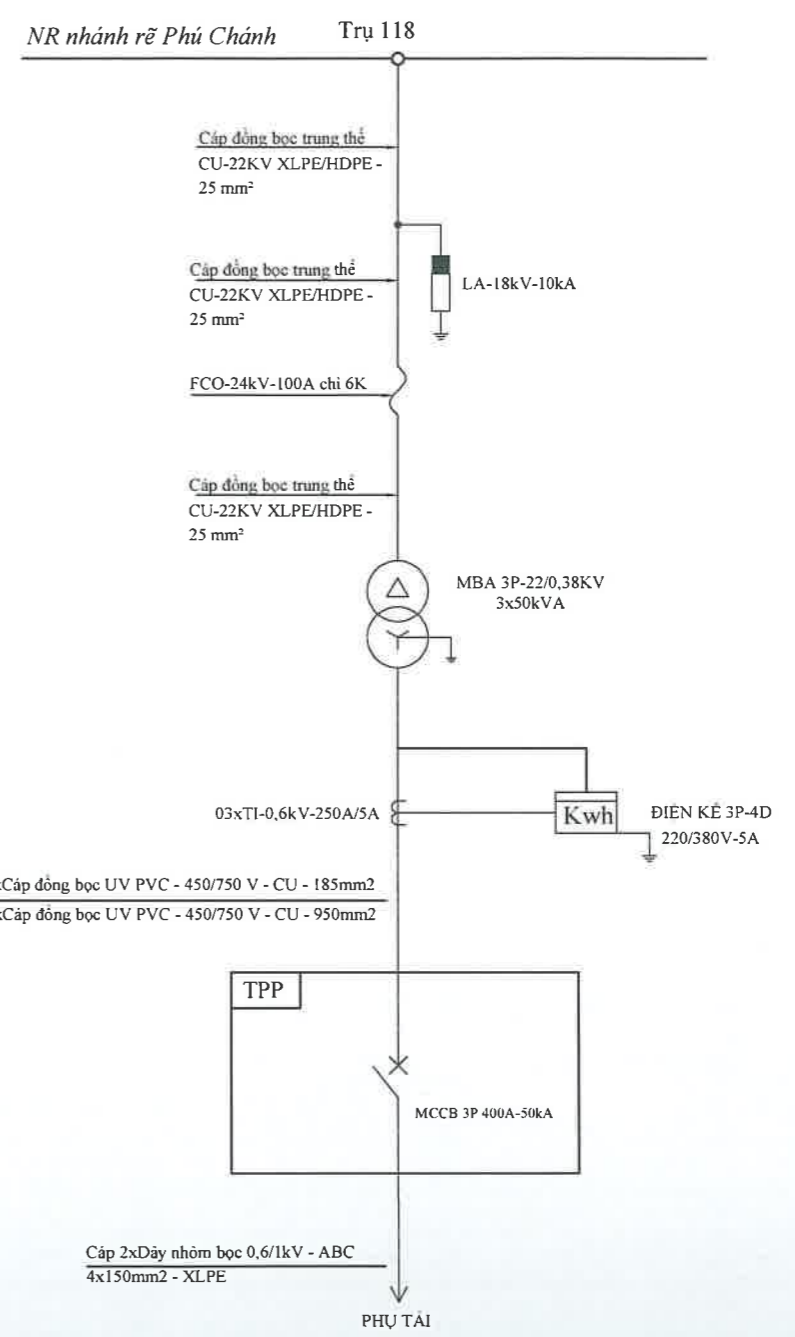 NR nhánh rẽ Phú Chánh
Trụ 118
Cáp đồng bọc trung thế
CU-22KV XLPE/HDPE -
25 mm²
LA-18kV-10kA
Cáp đồng bọc trung thế
CU-22KV XLPE/HDPE -
25 mm²
FCO-24kV-100A chì 6K
Cáp đồng bọc trung thế
CU-22KV XLPE/HDPE -
25 mm²
MBA 3P-22/0,38KV
3x50kVA
03xTI-0,6kV-250A/5A
Kwh
ĐIỆN KẾ 3P-4D
220/380V-5A
xCáp đồng bọc UV PVC - 450/750 V - CU - 185mm2
xCáp đồng bọc UV PVC - 450/750 V - CU - 950mm2
TPP
MCCB 3P 400A-50kA
Cáp 2xDây nhôm bọc 0,6/1kV - ABC
4x150mm2 - XLPE
PHỤ TẢI